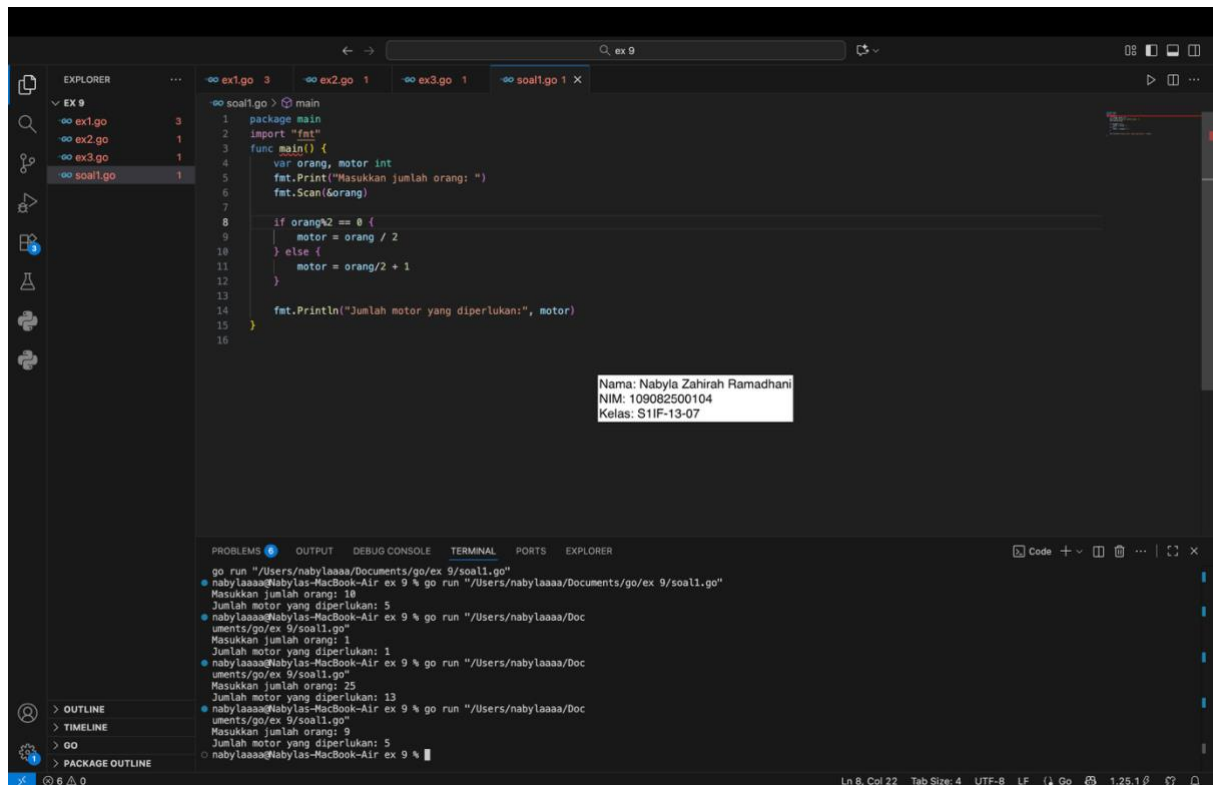 ex 9
EXPLORER
EX 9
ex1.go 3
ex2.go 1
ex3.go 1
soal1.go 1
OUTLINE
TIMELINE
GO
PACKAGE OUTLINE
ex1.go 3 ex2.go 1 ex3.go 1 soal1.go 1
soal1.go > main
1 package main
2 import "fmt"
3 func main() {
4 var orang, motor int
5 fmt.Print("Masukkan jumlah orang: ")
6 fmt.Scan(&orang)
7
8 if orang%2 == 0 {
9 motor = orang / 2
10 } else {
11 motor = orang/2 + 1
12 }
13
14 fmt.Println("Jumlah motor yang diperlukan:", motor)
15 }
16
Nama: Nabyla Zahirah Ramadhani
NIM: 109082500104
Kelas: S1IF-13-07
PROBLEMS 6 OUTPUT DEBUG CONSOLE TERMINAL PORTS EXPLORER
Code
go run "/Users/nabylaaaa/Documents/go/ex 9/soal1.go"
nabylaaaa@Nabylas-MacBook-Air ex 9 % go run "/Users/nabylaaaa/Documents/go/ex 9/soal1.go"
Masukkan jumlah orang: 10
Jumlah motor yang diperlukan: 5
nabylaaaa@Nabylas-MacBook-Air ex 9 % go run "/Users/nabylaaaa/Doc
uments/go/ex 9/soal1.go"
Masukkan jumlah orang: 1
Jumlah motor yang diperlukan: 1
nabylaaaa@Nabylas-MacBook-Air ex 9 % go run "/Users/nabylaaaa/Doc
uments/go/ex 9/soal1.go"
Masukkan jumlah orang: 25
Jumlah motor yang diperlukan: 13
nabylaaaa@Nabylas-MacBook-Air ex 9 % go run "/Users/nabylaaaa/Doc
uments/go/ex 9/soal1.go"
Masukkan jumlah orang: 9
Jumlah motor yang diperlukan: 5
nabylaaaa@Nabylas-MacBook-Air ex 9 %
3
1
6 0
Ln 8, Col 22 Tab Size: 4 UTF-8 LF Go 1.25.1